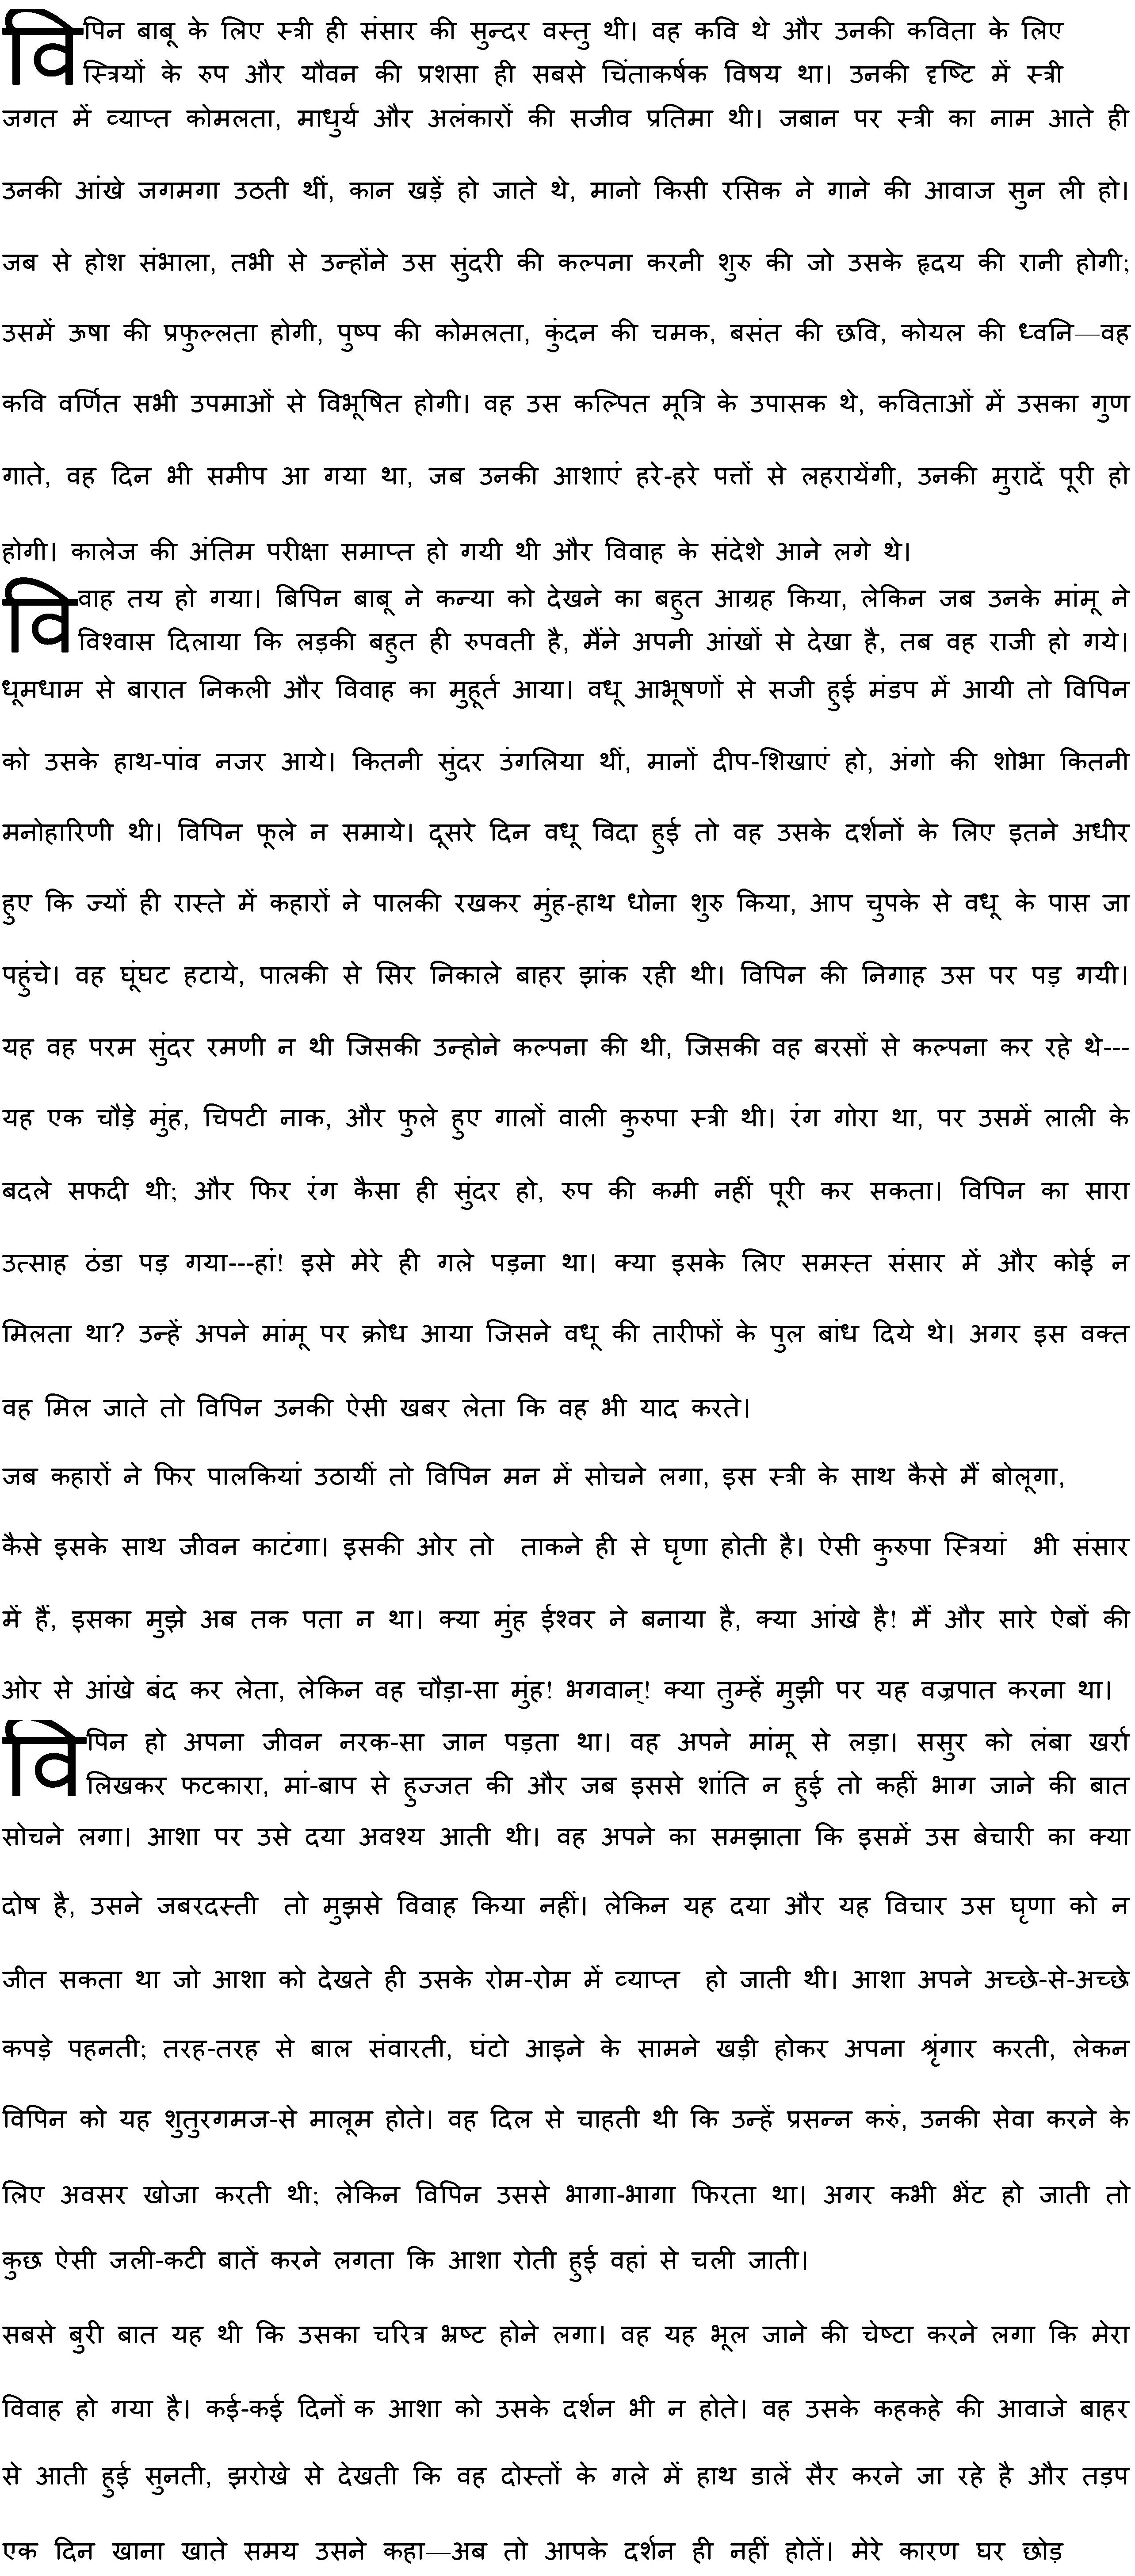 विपिन बाबू के लिए स्त्री ही संसार की सुन्दर वस्तु थी। वह कवि थे और उनकी कविता के लिए
स्त्रियों के रुप और यौवन की प्रशसा ही सबसे चिंताकर्षक विषय था। उनकी दृष्टि में स्त्री
जगत में व्याप्त कोमलता, माधुर्य और अलंकारों की सजीव प्रतिमा थी। जबान पर स्त्री का नाम आते ही
उनकी आंखे जगमगा उठती थीं, कान खड़ें हो जाते थे, मानो किसी रसिक ने गाने की आवाज सुन ली हो।
जब से होश संभाला, तभी से उन्होंने उस सुंदरी की कल्पना करनी शुरु की जो उसके हृदय की रानी होगी;
उसमें ऊषा की प्रफुल्लता होगी, पुष्प की कोमलता, कुंदन की चमक, बसंत की छवि, कोयल की ध्वनि—वह
कवि वर्णित सभी उपमाओं से विभूषित होगी। वह उस कल्पित मूत्रि के उपासक थे, कविताओं में उसका गुण
गाते, वह दिन भी समीप आ गया था, जब उनकी आशाएं हरे-हरे पत्तों से लहरायेंगी, उनकी मुरादें पूरी हो
होगी। कालेज की अंतिम परीक्षा समाप्त हो गयी थी और विवाह के संदेशे आने लगे थे।
विवाह तय हो गया। बिपिन बाबू ने कन्या को देखने का बहुत आग्रह किया, लेकिन जब उनके मांमू ने
विश्वास दिलाया कि लड़की बहुत ही रुपवती है, मैंने अपनी आंखों से देखा है, तब वह राजी हो गये।
धूमधाम से बारात निकली और विवाह का मुहूर्त आया। वधू आभूषणों से सजी हुई मंडप में आयी तो विपिन
को उसके हाथ-पांव नजर आये। कितनी सुंदर उंगलिया थीं, मानों दीप-शिखाएं हो, अंगो की शोभा कितनी
मनोहारिणी थी। विपिन फूले न समाये। दूसरे दिन वधू विदा हुई तो वह उसके दर्शनों के लिए इतने अधीर
हुए कि ज्यों ही रास्ते में कहारों ने पालकी रखकर मुंह-हाथ धोना शुरु किया, आप चुपके से वधू के पास जा
पहुंचे। वह घूंघट हटाये, पालकी से सिर निकाले बाहर झांक रही थी। विपिन की निगाह उस पर पड़ गयी।
यह वह परम सुंदर रमणी न थी जिसकी उन्होने कल्पना की थी, जिसकी वह बरसों से कल्पना कर रहे थे---
यह एक चौड़े मुंह, चिपटी नाक, और फुले हुए गालों वाली कुरुपा स्त्री थी। रंग गोरा था, पर उसमें लाली के
बदले सफदी थी; और फिर रंग कैसा ही सुंदर हो, रुप की कमी नहीं पूरी कर सकता। विपिन का सारा
उत्साह ठंडा पड़ गया---हां! इसे मेरे ही गले पड़ना था। क्या इसके लिए समस्त संसार में और कोई न
मिलता था? उन्हें अपने मांमू पर क्रोध आया जिसने वधू की तारीफों के पुल बांध दिये थे। अगर इस वक्त
वह मिल जाते तो विपिन उनकी ऐसी खबर लेता कि वह भी याद करते।
जब कहारों ने फिर पालकियां उठायीं तो विपिन मन में सोचने लगा, इस स्त्री के साथ कैसे मैं बोलूगा,
कैसे इसके साथ जीवन काटंगा। इसकी ओर तो ताकने ही से घृणा होती है। ऐसी कुरुपा स्त्रियां भी संसार
में हैं, इसका मुझे अब तक पता न था। क्या मुंह ईश्वर ने बनाया है, क्या आंखे है! मैं और सारे ऐबों की
ओर से आंखे बंद कर लेता, लेकिन वह चौड़ा-सा मुंह! भगवान्! क्या तुम्हें मुझी पर यह वज्रपात करना था।
विपिन हो अपना जीवन नरक-सा जान पड़ता था। वह अपने मांमू से लड़ा। ससुर को लंबा खर्रा
लिखकर फटकारा, मां-बाप से हुज्जत की और जब इससे शांति न हुई तो कहीं भाग जाने की बात
सोचने लगा। आशा पर उसे दया अवश्य आती थी। वह अपने का समझाता कि इसमें उस बेचारी का क्या
दोष है, उसने जबरदस्ती तो मुझसे विवाह किया नहीं। लेकिन यह दया और यह विचार उस घृणा को न
जीत सकता था जो आशा को देखते ही उसके रोम-रोम में व्याप्त हो जाती थी। आशा अपने अच्छे-से-अच्छे
कपड़े पहनती; तरह-तरह से बाल संवारती, घंटो आइने के सामने खड़ी होकर अपना श्रृंगार करती, लेकन
विपिन को यह शुतुरगमज-से मालूम होते। वह दिल से चाहती थी कि उन्हें प्रसन्न करुं, उनकी सेवा करने के
लिए अवसर खोजा करती थी; लेकिन विपिन उससे भागा-भागा फिरता था। अगर कभी भेंट हो जाती तो
कुछ ऐसी जली-कटी बातें करने लगता कि आशा रोती हुई वहां से चली जाती।
सबसे बुरी बात यह थी कि उसका चरित्र भ्रष्ट होने लगा। वह यह भूल जाने की चेष्टा करने लगा कि मेरा
विवाह हो गया है। कई-कई दिनों क आशा को उसके दर्शन भी न होते। वह उसके कहकहे की आवाजे बाहर
से आती हुई सुनती, झरोखे से देखती कि वह दोस्तों के गले में हाथ डालें सैर करने जा रहे है और तड़प
एक दिन खाना खाते समय उसने कहा—अब तो आपके दर्शन ही नहीं होतें। मेरे कारण घर छोड़